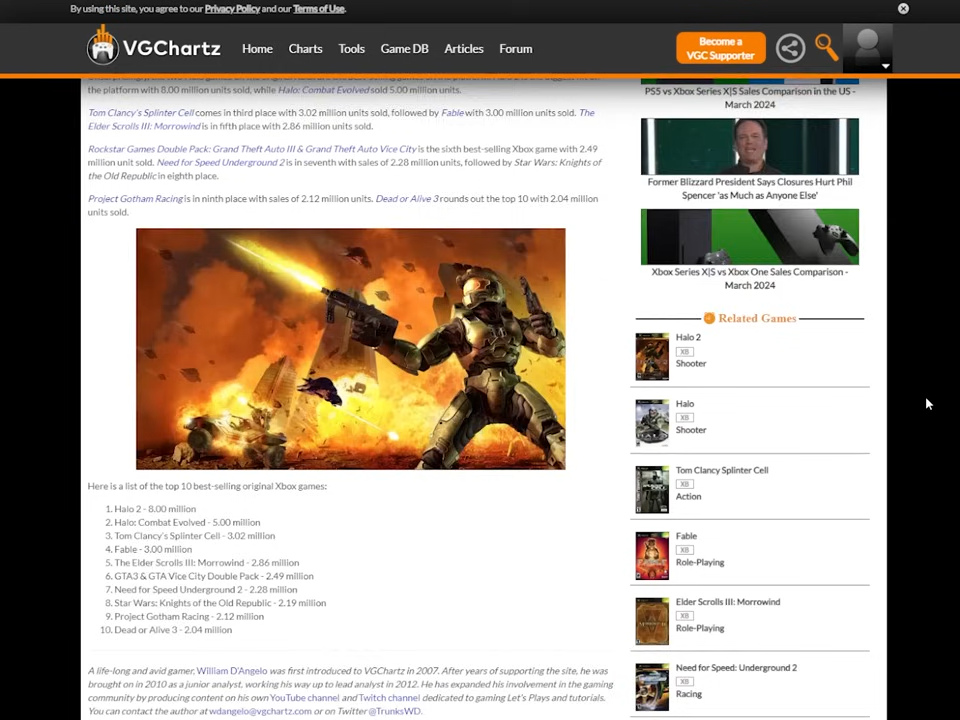 By using this site, you agree to our Privacy Policy and our Terms of Use.
VGChartz
Home
Charts
Tools
Game DB
Articles
Forum
Become a
VGC Supporter
the platform with 8.00 million units sold, while Halo: Combat Evolved sold 5.00 million units.
Tom Clancy's Splinter Cell comes in third place with 3.02 million units sold, followed by Fable with 3.00 million units sold. The
Elder Scrolls III: Morrowind is in fifth place with 2.86 million units sold.
Rockstar Games Double Pack: Grand Theft Auto III & Grand Theft Auto Vice City is the sixth best-selling Xbox game with 2.49
million unit sold. Need for Speed Underground 2 is in seventh with sales of 2.28 million units, followed by Star Wars: Knights of
the Old Republic in eighth place.
Project Gotham Racing is in ninth place with sales of 2.12 million units. Dead or Alive 3 rounds out the top 10 with 2.04 million
units sold.
Here is a list of the top 10 best-selling original Xbox games:
1. Halo 2 - 8.00 million
2. Halo: Combat Evolved - 5.00 million
3. Tom Clancy's Splinter Cell - 3.02 million
4. Fable - 3.00 million
5. The Elder Scrolls III: Morrowind - 2.86 million
6. GTA3 & GTA Vice City Double Pack - 2.49 million
7. Need for Speed Underground 2 - 2.28 million
8. Star Wars: Knights of the Old Republic - 2.19 million
9. Project Gotham Racing - 2.12 million
10. Dead or Alive 3 - 2.04 million
A life-long and avid gamer, William D'Angelo was first introduced to VGChartz in 2007. After years of supporting the site, he was
brought on in 2010 as a junior analyst, working his way up to lead analyst in 2012. He has expanded his involvement in the gaming
community by producing content on his own YouTube channel and Twitch channel dedicated to gaming Let's Plays and tutorials.
You can contact the author at wdangelo@vgchartz.com or on Twitter @TrunksWD.
PS5 vs Xbox Series X|S Sales Comparison in the US -
March 2024
Former Blizzard President Says Closures Hurt Phil
Spencer 'as Much as Anyone Else'
Xbox Series X|S vs Xbox One Sales Comparison -
March 2024
Related Games
Halo 2
XB
Shooter
Halo
XB
Shooter
Tom Clancy Splinter Cell
XB
Action
Fable
XB
Role-Playing
Elder Scrolls III: Morrowind
XB
Role-Playing
Need for Speed: Underground 2
XB
Racing